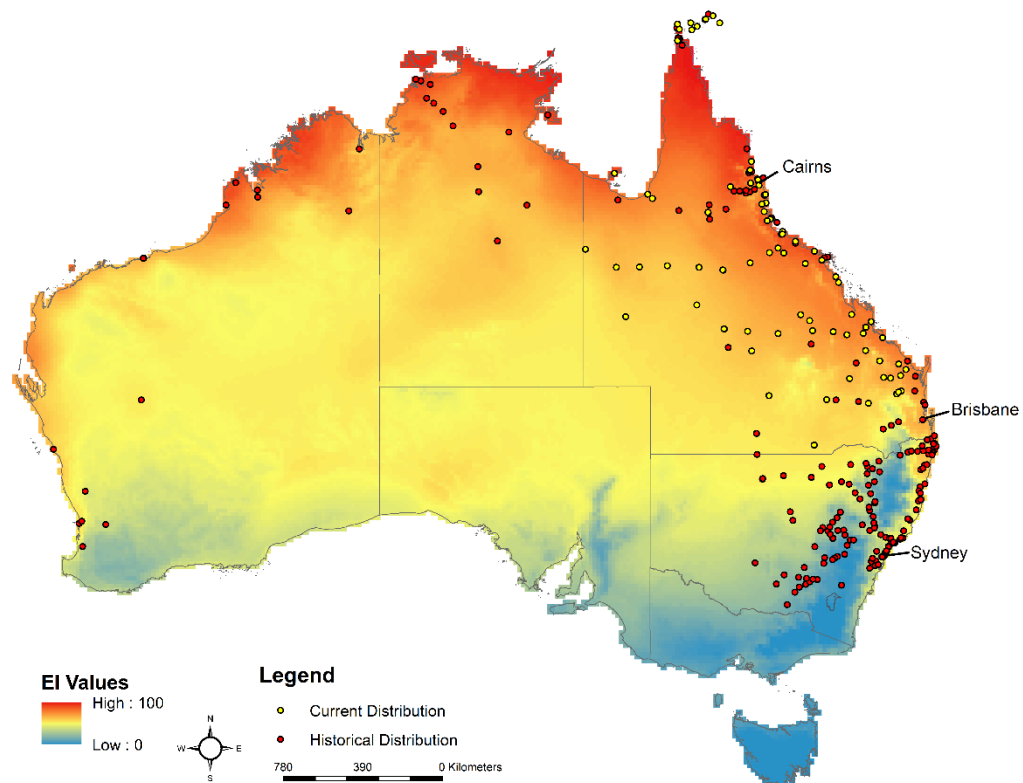 Cairns
Brisbane
Sydney
EI Values
High : 100
Low : 0
N
W E
S
Legend
Current Distribution
Historical Distribution
780 390 0 Kilometers